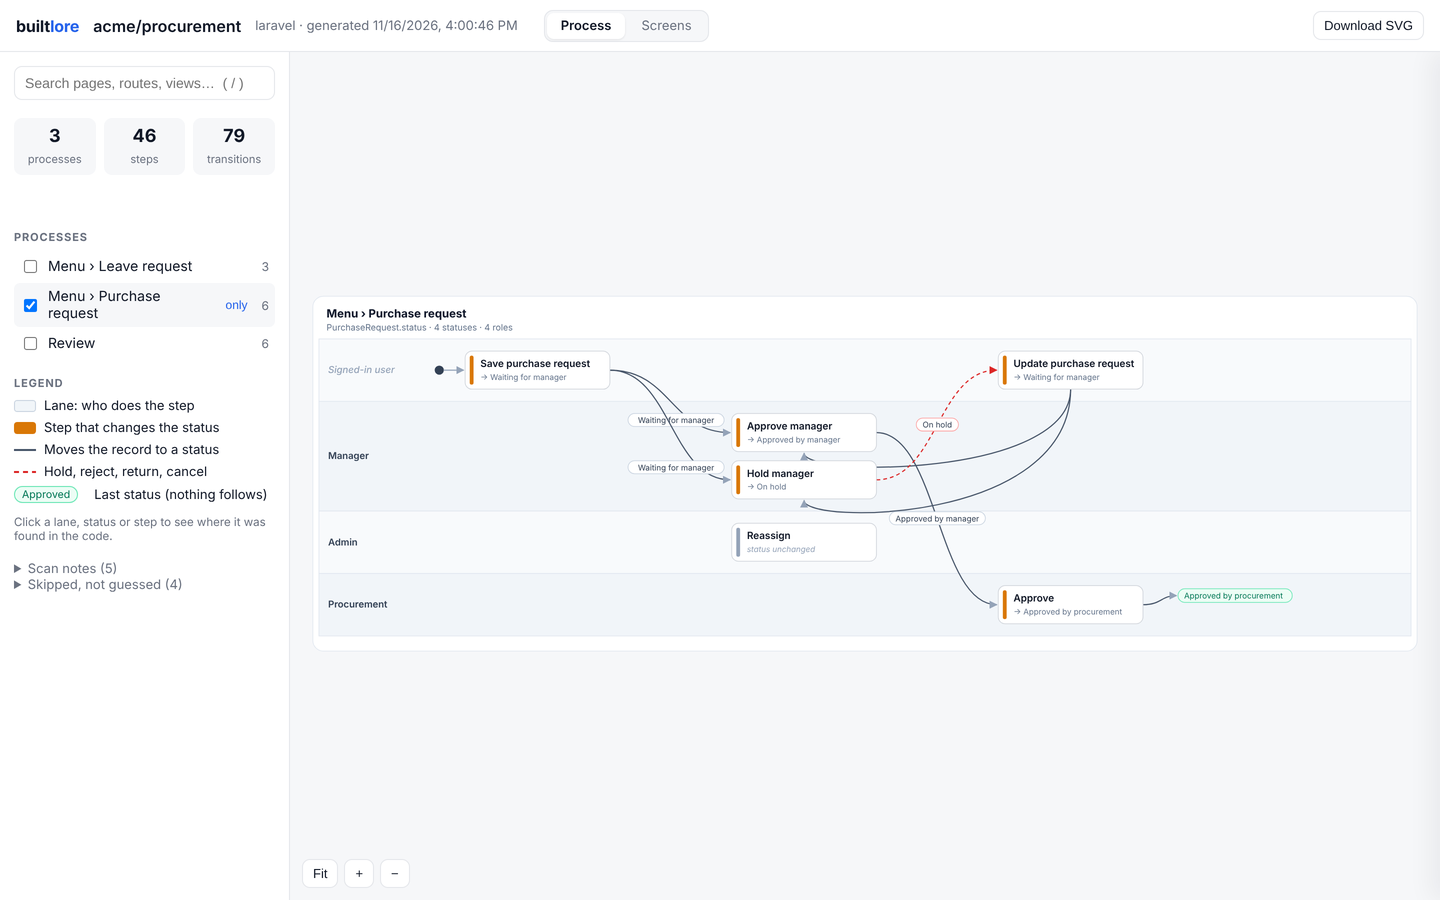 builtlore acme/procurement laravel · generated 11/16/2026, 4:00:46 PM Process Screens Download SVG
Search pages, routes, views… ( / )
3 46 79
processes steps transitions
PROCESSES
Menu › Leave request 3
Menu › Purchase
request only 6
Review 6
LEGEND
Lane: who does the step
Step that changes the status
Moves the record to a status
Hold, reject, return, cancel
Approved Last status (nothing follows)
Click a lane, status or step to see where it was
found in the code.
▶ Scan notes (5)
▶ Skipped, not guessed (4)
Menu › Purchase request
PurchaseRequest.status · 4 statuses · 4 roles
Signed-in user
Save purchase request
→ Waiting for manager
Update purchase request
→ Waiting for manager
Manager
Waiting for manager
Approve manager
→ Approved by manager
On hold
Waiting for manager
Hold manager
→ On hold
Approved by manager
Admin
Reassign
status unchanged
Procurement
Approve
→ Approved by procurement
Approved by procurement
Fit + −